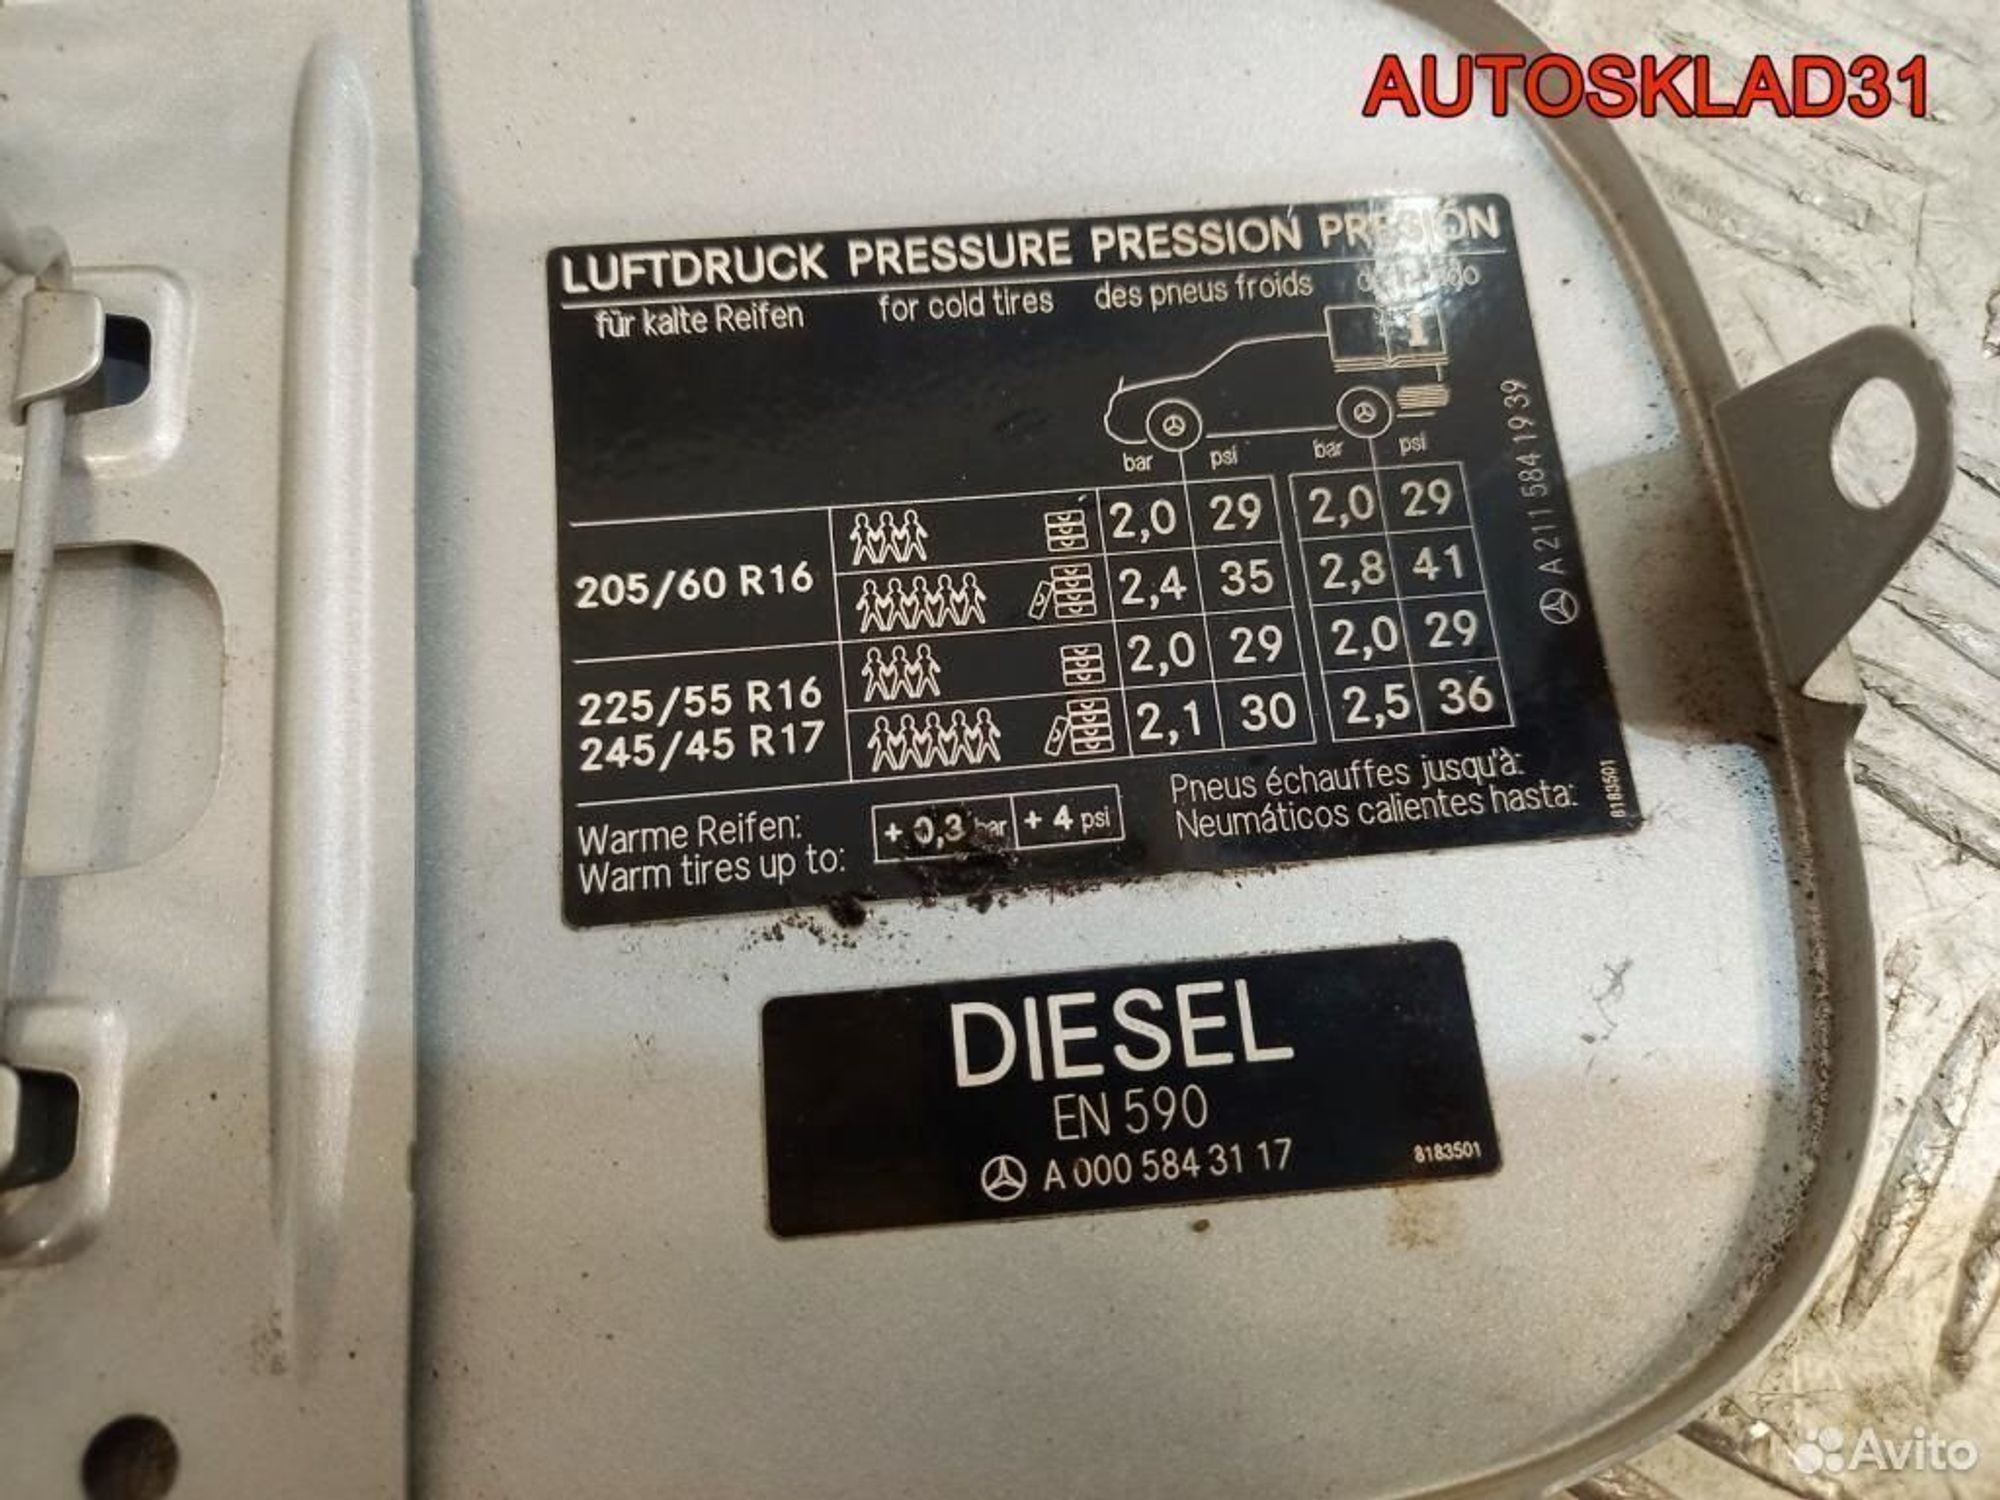 AUTOSKLAD31
LUFTDRUCK PRESSURE PRESSION PRESIÓN
für kalte Reifen for cold tires des pneus froids
bar psi bar psi
205/60 R16
2,0 29 2,0 29
2,4 35 2,8 41
225/55 R16
245/45 R17
2,0 29 2,0 29
2,1 30 2,5 36
Warme Reifen:
Warm tires up to:
+ 0,3 bar + 4 psi
Pneus échauffes jusqu'à:
Neumáticos calientes hasta:
A 211 584 19 39
8183501
DIESEL
EN 590
A 000 584 31 17
8183501
Avito